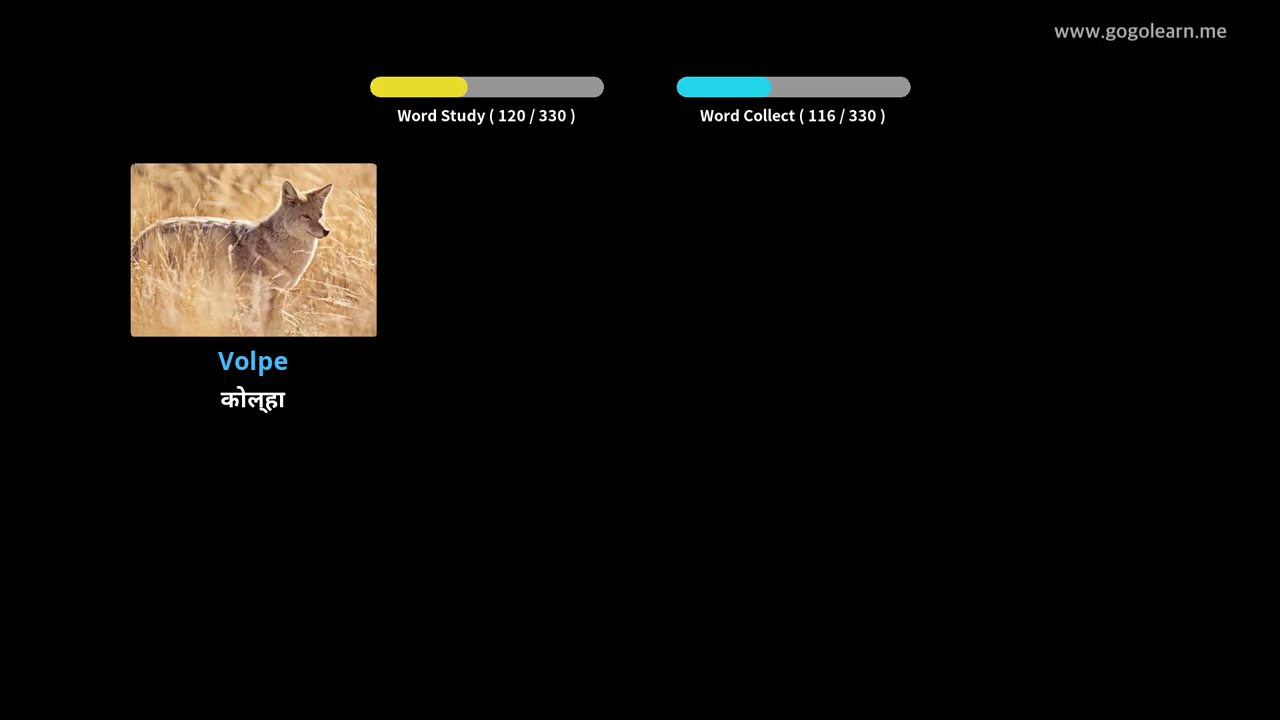 www.gogolearn.me
Word Study ( 120 / 330 )
Word Collect ( 116 / 330 )
Volpe
कोल्हा